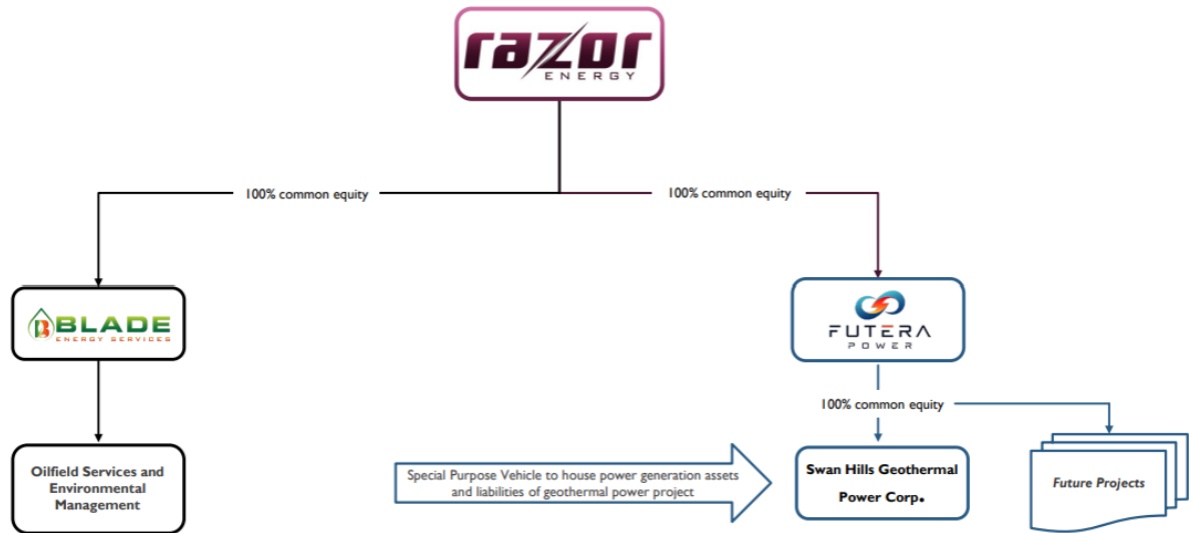 razor
ENERGY
100% common equity
100% common equity
BLADE
ENERGY SERVICES
FUTERA
POWER
100% common equity
Oilfield Services and
Environmental
Management
Special Purpose Vehicle to house power generation assets
and liabilities of geothermal power project
Swan Hills Geothermal
Power Corp.
Future Projects